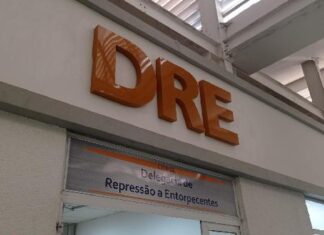 DRE
Delegacia de
Repressão a Entorpecentes